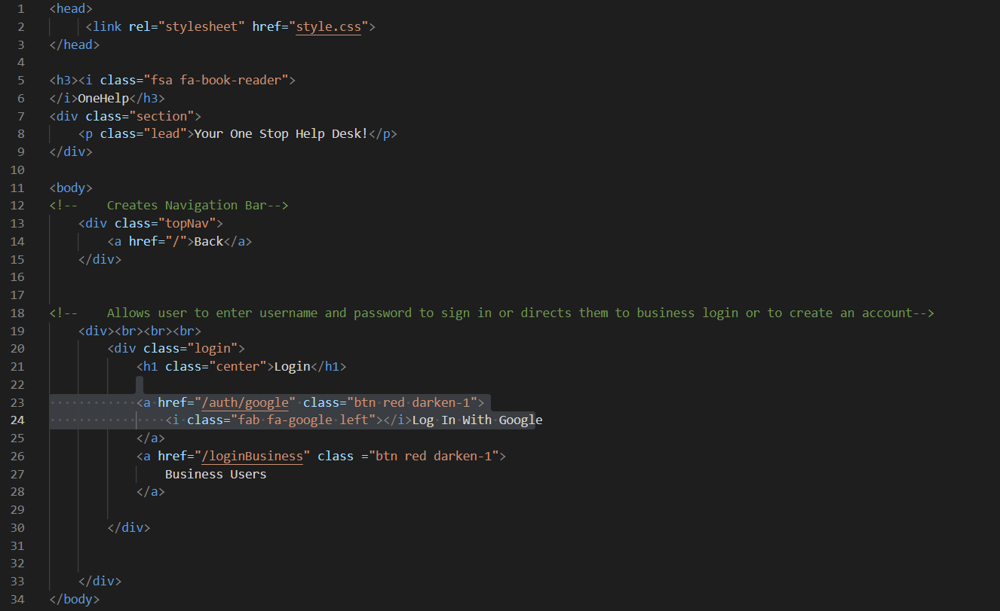 1 <head>
2 <link rel="stylesheet" href="style.css">
3 </head>
4
5 <h3><i class="fsa fa-book-reader">
6 </i>OneHelp</h3>
7 <div class="section">
8 <p class="lead">Your One Stop Help Desk!</p>
9 </div>
10
11 <body>
12 <!--    Creates Navigation Bar-->
13 <div class="topNav">
14 <a href="/">Back</a>
15 </div>
16
17
18 <!--    Allows user to enter username and password to sign in or directs them to business login or to create an account-->
19 <div><br><br><br>
20 <div class="login">
21 <h1 class="center">Login</h1>
22
23 <a href="/auth/google" class="btn red darken-1">
24 <i class="fab fa-google left"></i>Log In With Google
25 </a>
26 <a href="/loginBusiness" class ="btn red darken-1">
27 Business Users
28 </a>
29
30 </div>
31
32
33 </div>
34 </body>